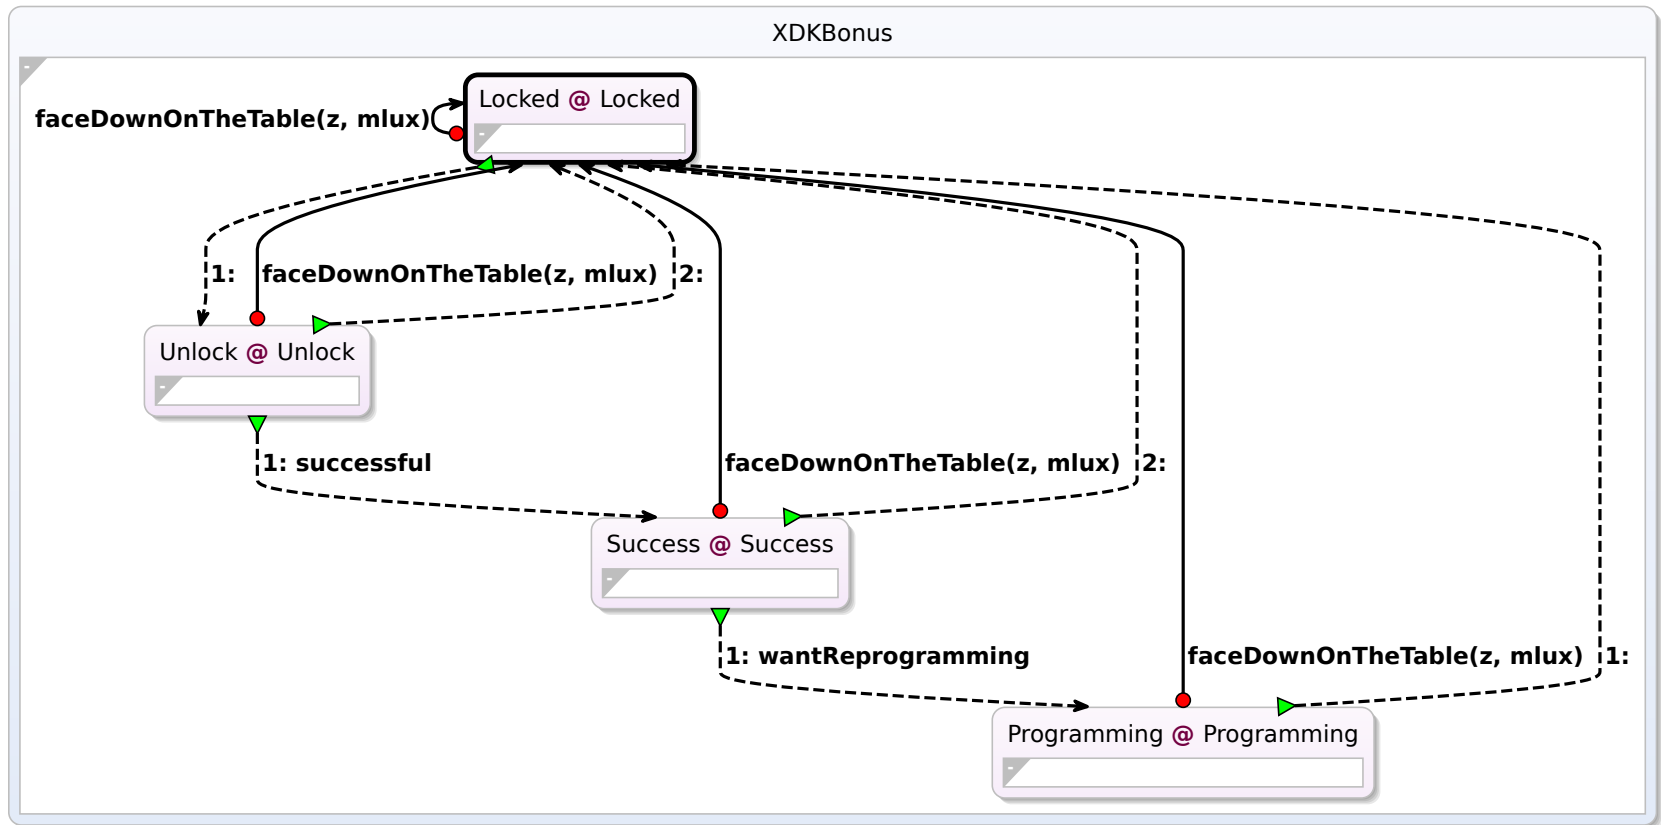 XDKBonus
-
Locked @ Locked
-
faceDownOnTheTable(z, mlux)
1:
faceDownOnTheTable(z, mlux)
2:
Unlock @ Unlock
-
1: successful
faceDownOnTheTable(z, mlux)
2:
Success @ Success
-
1: wantReprogramming
faceDownOnTheTable(z, mlux)
1:
Programming @ Programming
-